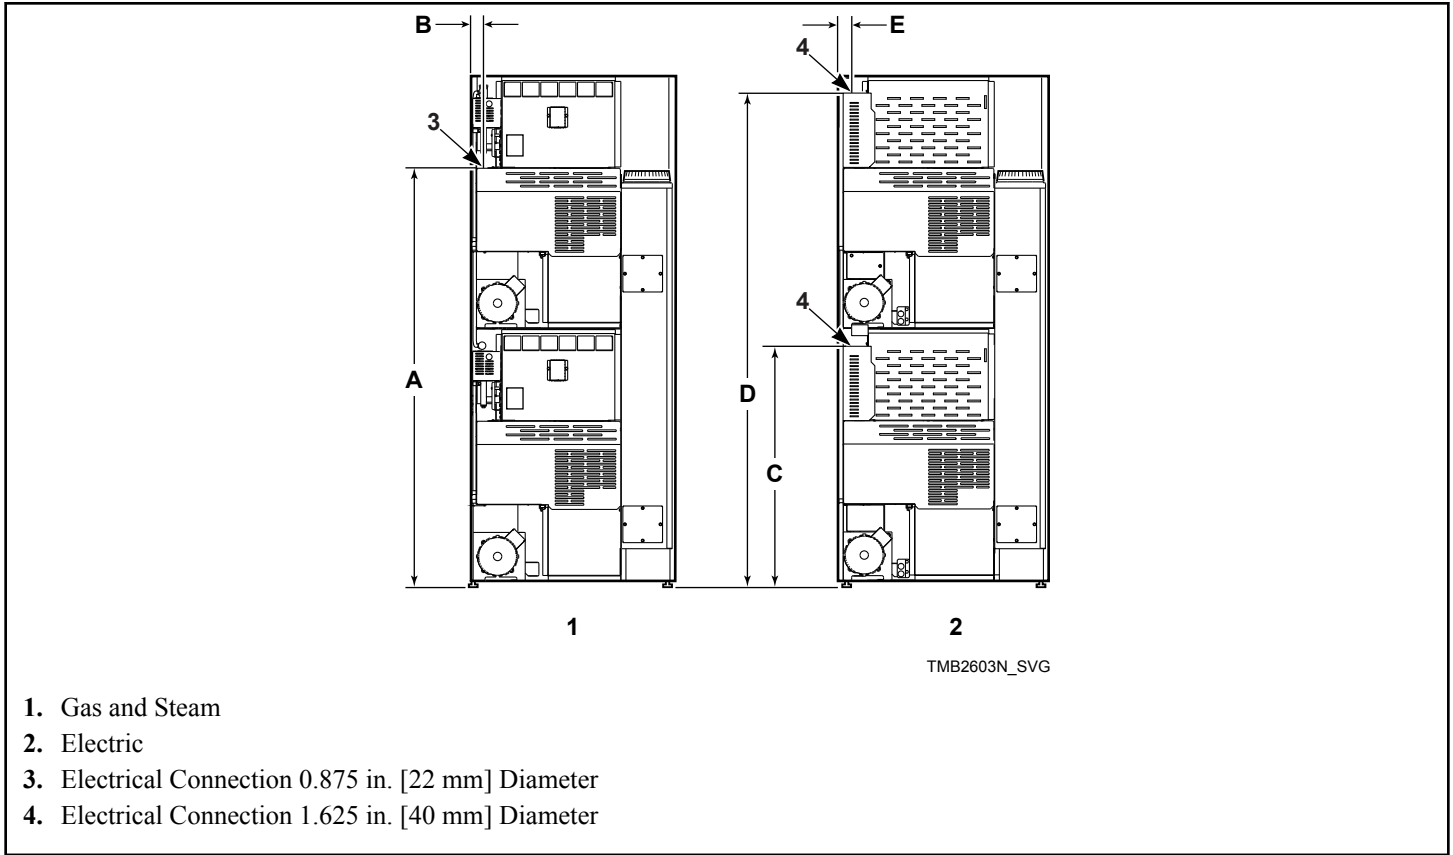 B
E
4
3
4
A
D
C
1
2
TMB2603N_SVG
1. Gas and Steam
2. Electric
3. Electrical Connection 0.875 in. [22 mm] Diameter
4. Electrical Connection 1.625 in. [40 mm] Diameter